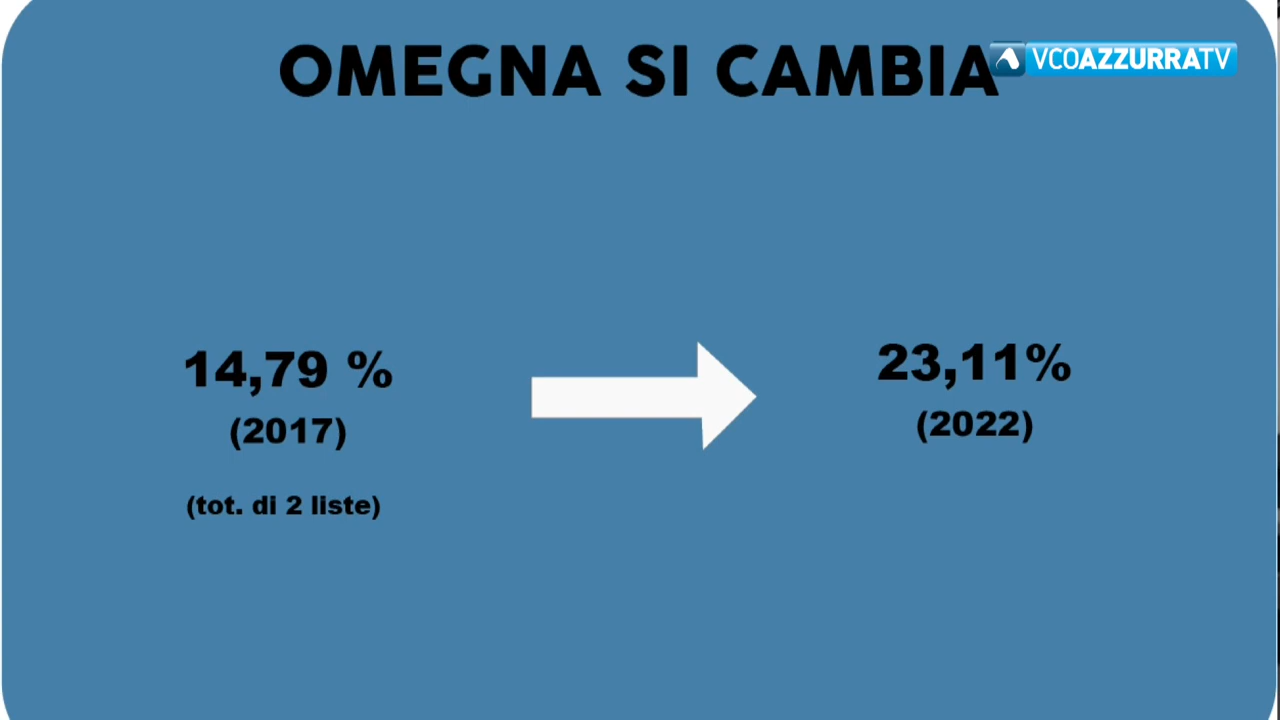 OMEGNA SI CAMBIA
VCOAZZURRATV
14,79 %
(2017)
(tot. di 2 liste)
23,11%
(2022)